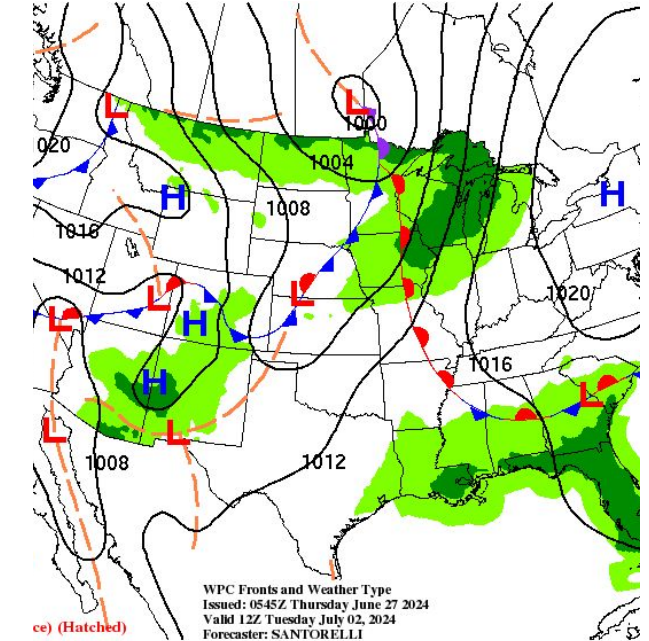 L
L
1000
020
1004
H
1008
H
1016
1012
L
L
1020
L
H
1016
H
L
L
L
1008
1012
WPC Fronts and Weather Type
Issued: 0545Z Thursday June 27 2024
Valid 12Z Tuesday July 02, 2024
ce) (Hatched)
Forecaster: SANTORELLI